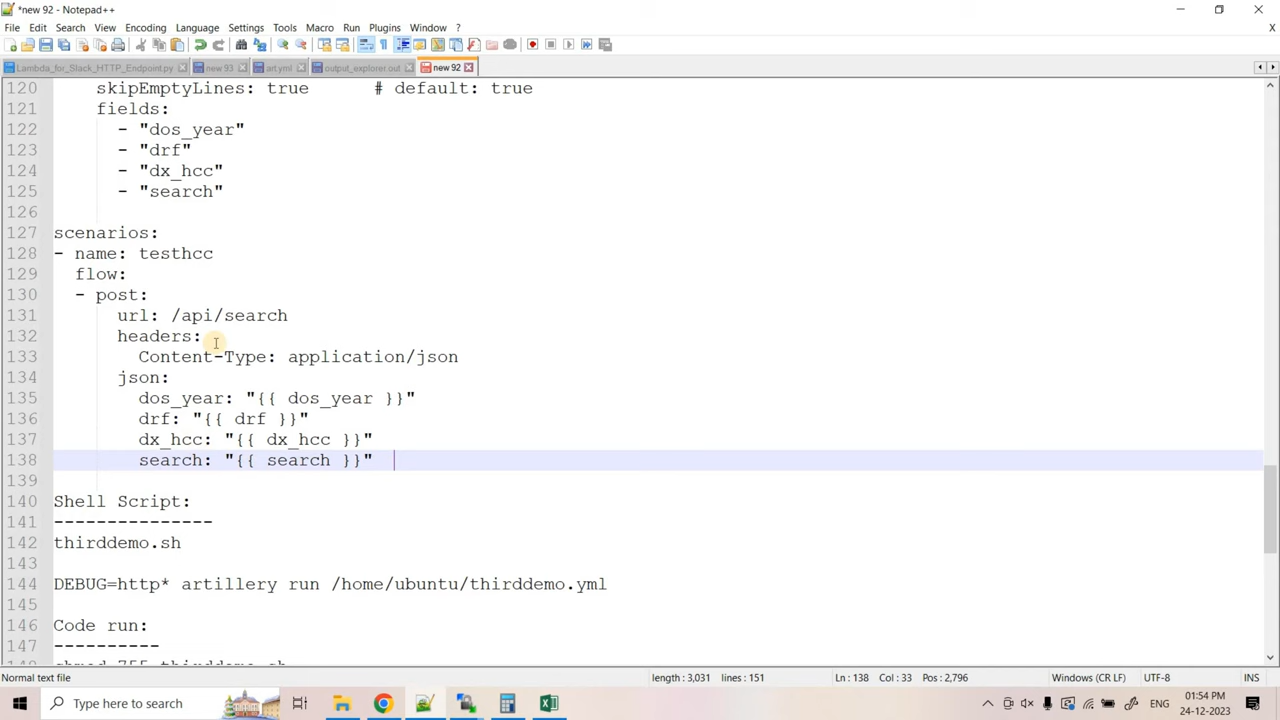 *new 92 - Notepad++
File Edit Search View Encoding Language Settings Tools Macro Run Plugins Window ?
X
Lambda_for_Slack_HTTP_Endpoint.py new 93 art.yml output_explorer.out new 92
120 skipEmptyLines: true # default: true
121 fields:
122 - "dos_year"
123 - "drf"
124 - "dx_hcc"
125 - "search"
126
127 scenarios:
128 - name: testhcc
129 flow:
130 - post:
131 url: /api/search
132 headers:
133 Content-Type: application/json
134 json:
135 dos_year: "{{ dos_year }}"
136 drf: "{{ drf }}"
137 dx_hcc: "{{ dx_hcc }}"
138 search: "{{ search }}"
139
140 Shell Script:
141 ---------------
142 thirddemo.sh
143
144 DEBUG=http* artillery run /home/ubuntu/thirddemo.yml
145
146 Code run:
147 ----------
148 chmod 755 thirddemo.sh
Normal text file length : 3,031 lines : 151 Ln : 138 Col : 33 Pos : 2,796 Windows (CR LF) UTF-8 INS
Type here to search
ENG
01:54 PM
24-12-2023